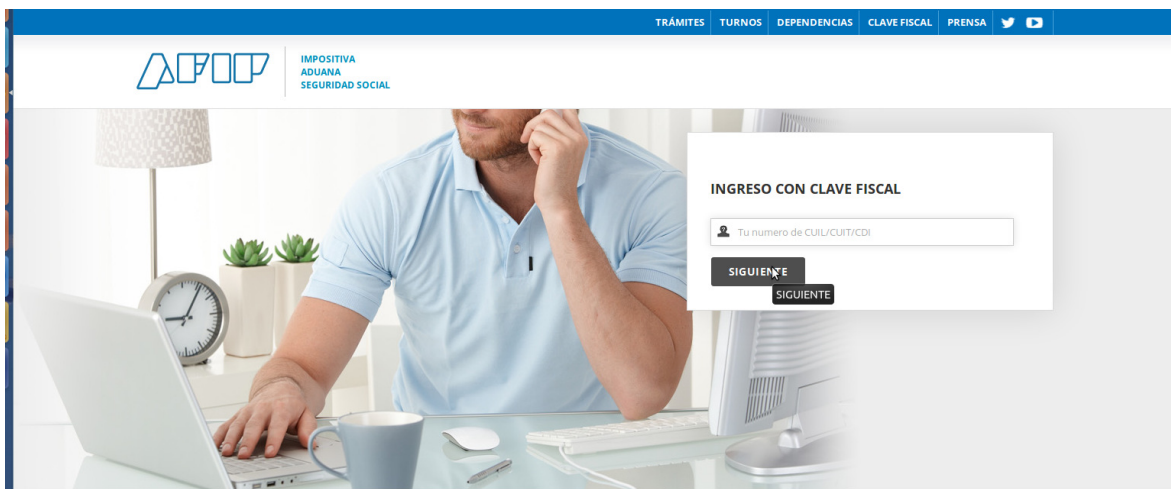 TRÁMITES TURNOS DEPENDENCIAS CLAVE FISCAL PRENSA
AFIP
IMPOSITIVA
ADUANA
SEGURIDAD SOCIAL
INGRESO CON CLAVE FISCAL
Tu numero de CUIL/CUIT/CDI
SIGUIENTE
SIGUIENTE